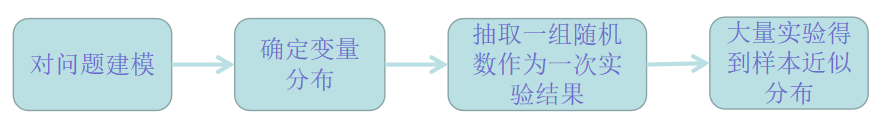 对问题建模
确定变量
分布
抽取一组随机
数作为一次实
验结果
大量实验得
到样本近似
分布